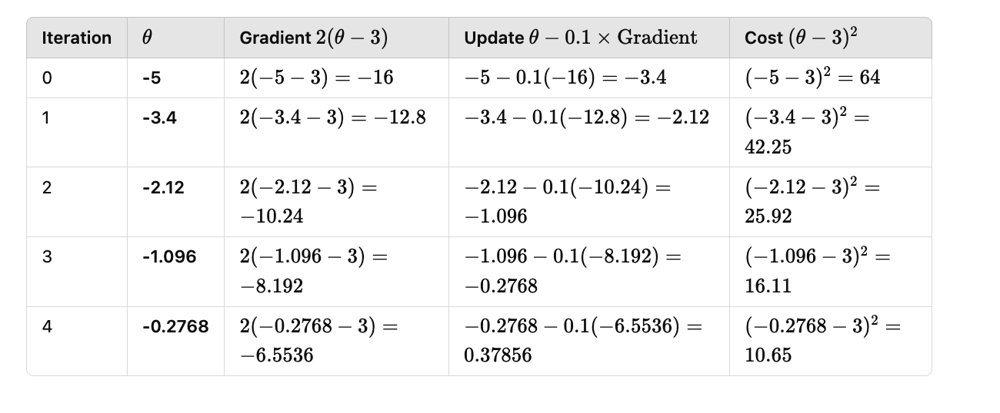 Iteration θ Gradient 2(θ − 3) Update θ − 0.1 × Gradient Cost (θ − 3)²
0 -5 2(−5 − 3) = −16 −5 − 0.1(−16) = −3.4 (−5 − 3)² = 64
1 -3.4 2(−3.4 − 3) = −12.8 −3.4 − 0.1(−12.8) = −2.12 (−3.4 − 3)² =
42.25
2 -2.12 2(−2.12 − 3) = −2.12 − 0.1(−10.24) = (−2.12 − 3)² =
−10.24 −1.096 25.92
3 -1.096 2(−1.096 − 3) = −1.096 − 0.1(−8.192) = (−1.096 − 3)² =
−8.192 −0.2768 16.11
4 -0.2768 2(−0.2768 − 3) = −0.2768 − 0.1(−6.5536) = (−0.2768 − 3)² =
−6.5536 0.37856 10.65